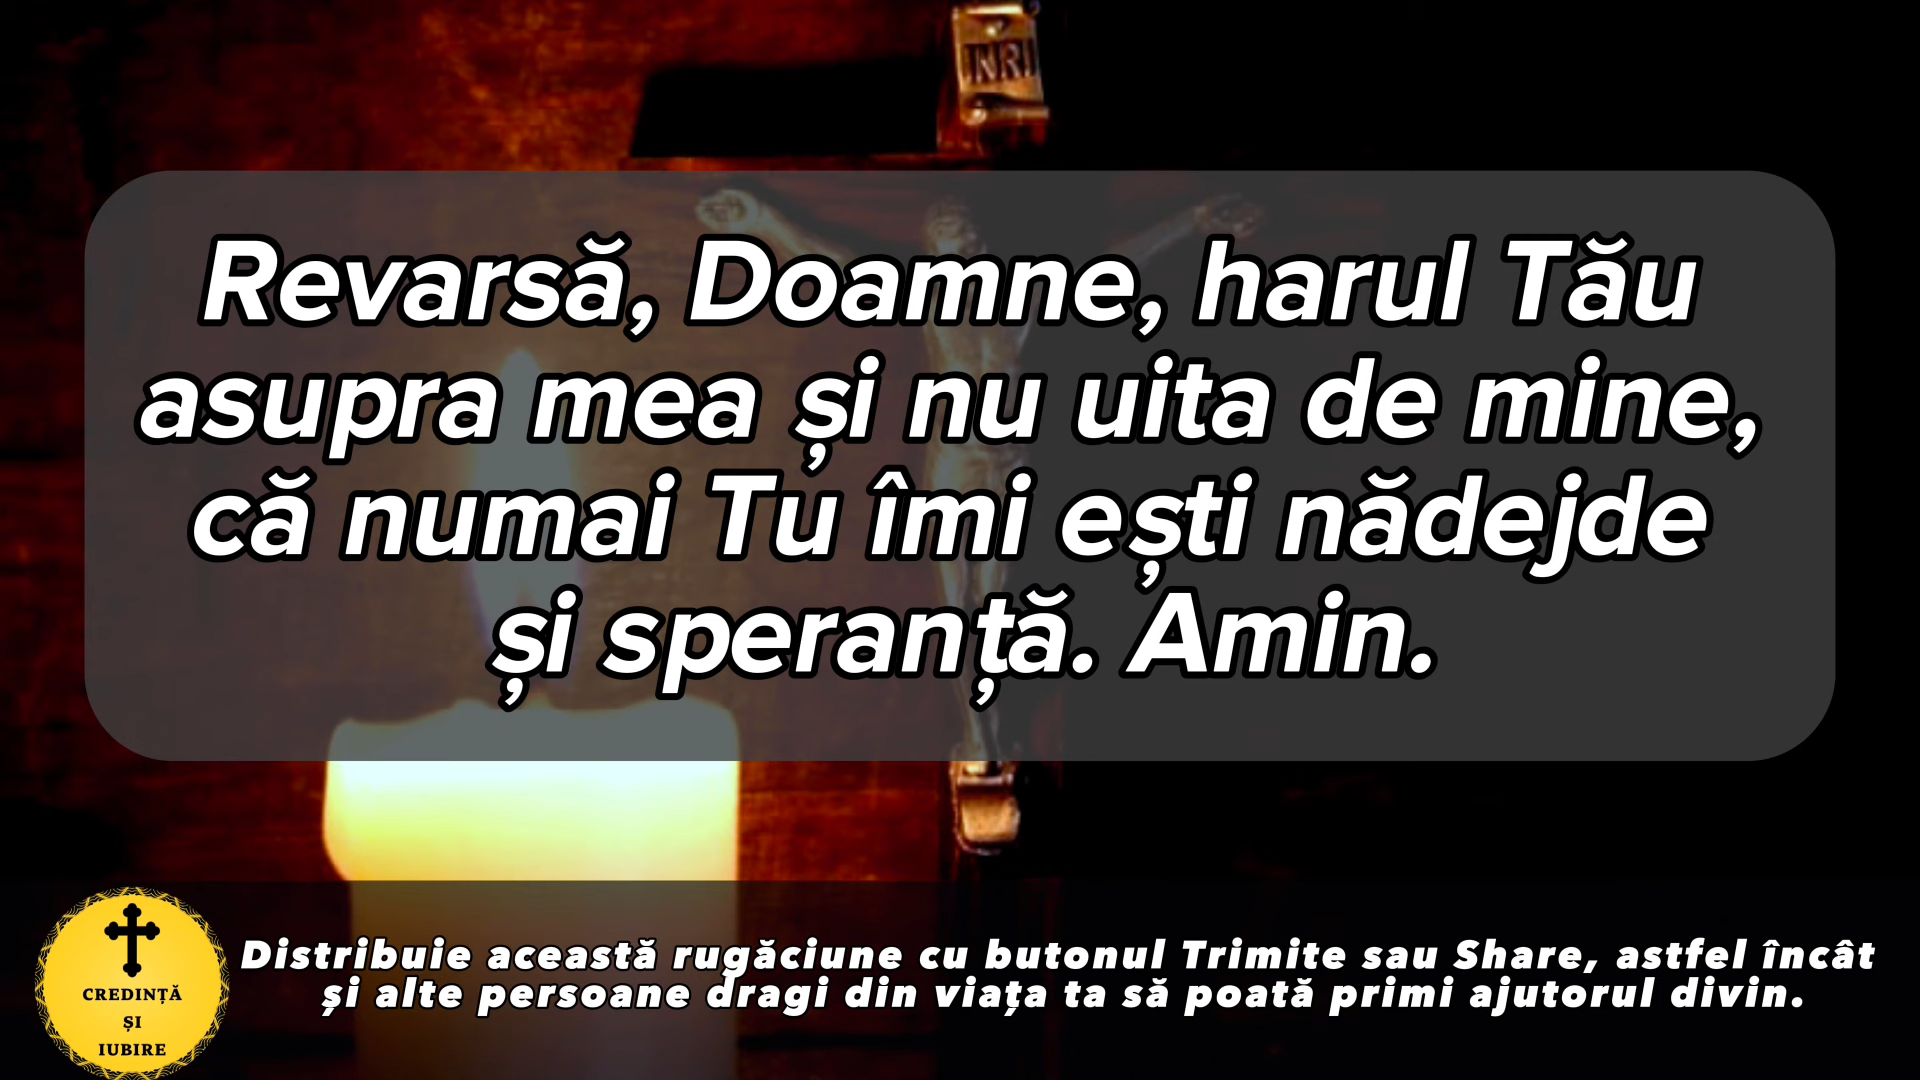 INRI
Revarsă, Doamne, harul Tău
asupra mea și nu uita de mine,
că numai Tu îmi ești nădejde
și speranță. Amin.
Distribuie această rugăciune cu butonul Trimite sau Share, astfel încât
și alte persoane dragi din viața ta să poată primi ajutorul divin.
CREDINȚĂ
ȘI
IUBIRE